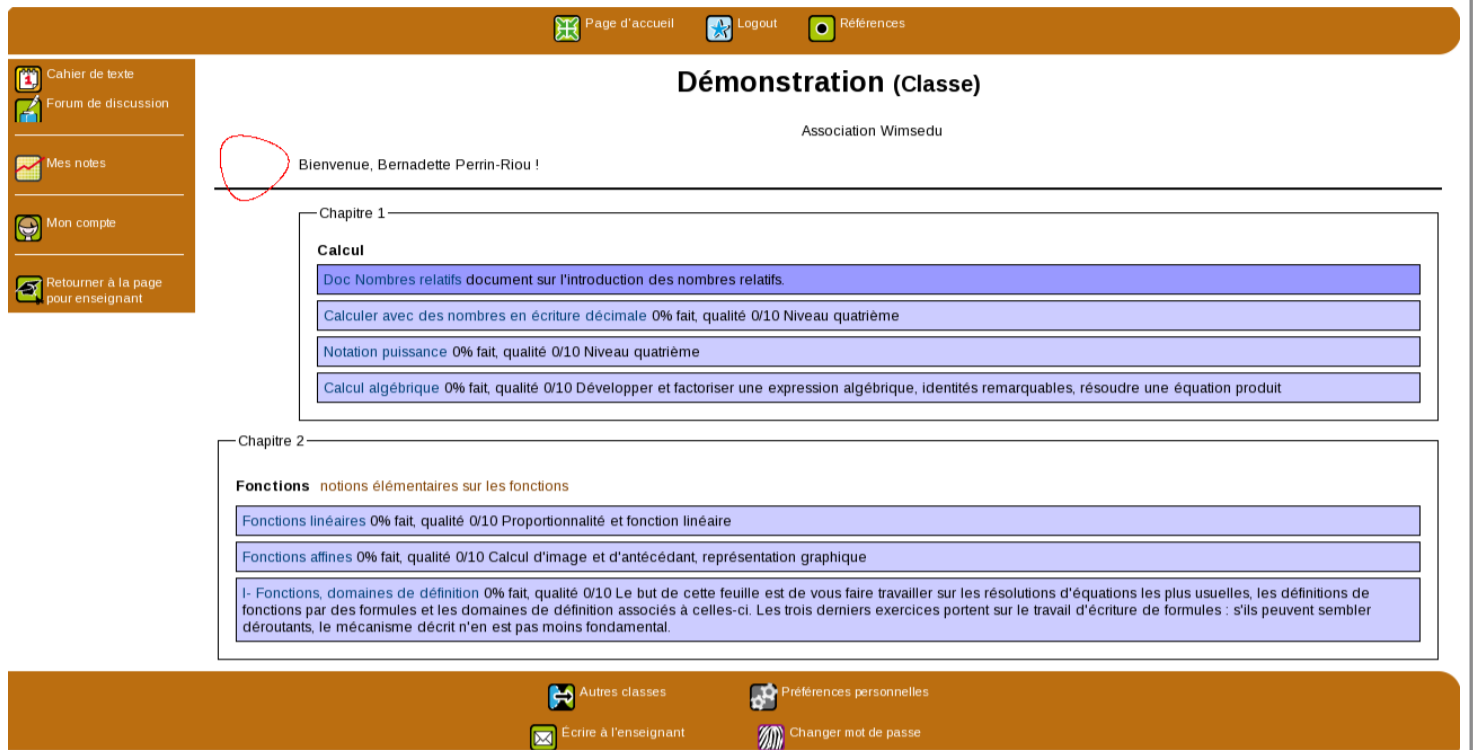 Page d'accueil
Logout
Références
Cahier de texte
Forum de discussion
Mes notes
Mon compte
Retourner à la page
pour enseignant
Démonstration (Classe)
Association Wimsedu
Bienvenue, Bernadette Perrin-Riou !
Chapitre 1
Calcul
Doc Nombres relatifs document sur l'introduction des nombres relatifs.
Calculer avec des nombres en écriture décimale 0% fait, qualité 0/10 Niveau quatrième
Notation puissance 0% fait, qualité 0/10 Niveau quatrième
Calcul algébrique 0% fait, qualité 0/10 Développer et factoriser une expression algébrique, identités remarquables, résoudre une équation produit
Chapitre 2
Fonctions notions élémentaires sur les fonctions
Fonctions linéaires 0% fait, qualité 0/10 Proportionnalité et fonction linéaire
Fonctions affines 0% fait, qualité 0/10 Calcul d'image et d'antécédant, représentation graphique
I- Fonctions, domaines de définition 0% fait, qualité 0/10 Le but de cette feuille est de vous faire travailler sur les résolutions d'équations les plus usuelles, les définitions de
fonctions par des formules et les domaines de définition associés à celles-ci. Les trois derniers exercices portent sur le travail d'écriture de formules : s'ils peuvent sembler
déroutants, le mécanisme décrit n'en est pas moins fondamental.
Autres classes
Préférences personnelles
Écrire à l'enseignant
Changer mot de passe